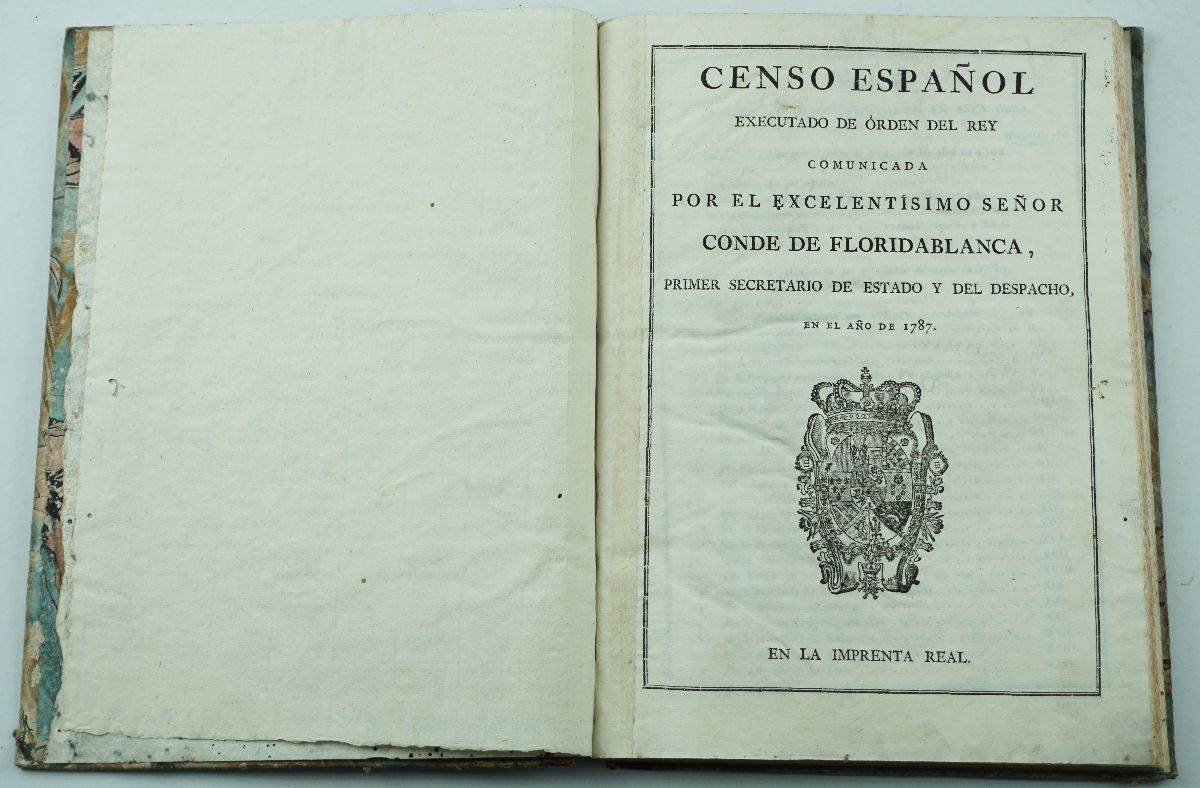 CENSO ESPAÑOL
EXECUTADO DE ÓRDEN DEL REY
COMUNICADA
POR EL EXCELENTÍSIMO SEÑOR
CONDE DE FLORIDABLANCA,
PRIMER SECRETARIO DE ESTADO Y DEL DESPACHO,
EN EL AÑO DE 1787.
EN LA IMPRENTA REAL.